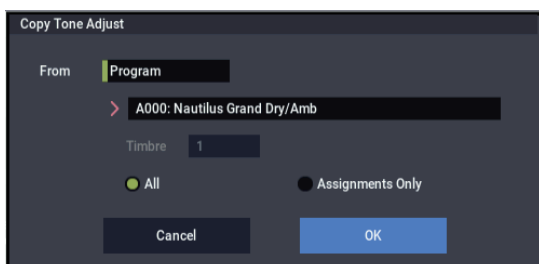 Copy Tone Adjust
From Program
A000: Nautilus Grand Dry/Amb
Timbre 1
All Assignments Only
Cancel OK